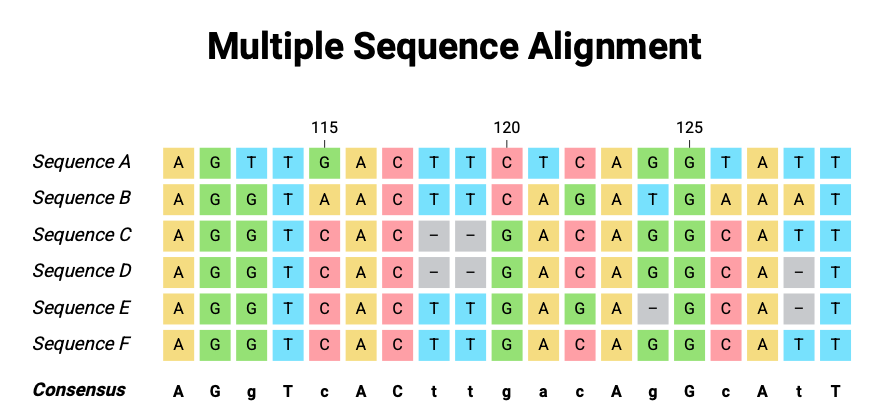 Multiple Sequence Alignment
115 120 125
Sequence A A G T T G A C T T C T C A G G T A T T
Sequence B A G G T A A C T T C A G A T G A A A T
Sequence C A G G T C A C – – G A C A G G C A T T
Sequence D A G G T C A C – – G A C A G G C A – T
Sequence E A G G T C A C T T G A G A – G C A – T
Sequence F A G G T C A C T T G A C A G G C A T T
Consensus A G g T c A C t t g a c A g G c A t T